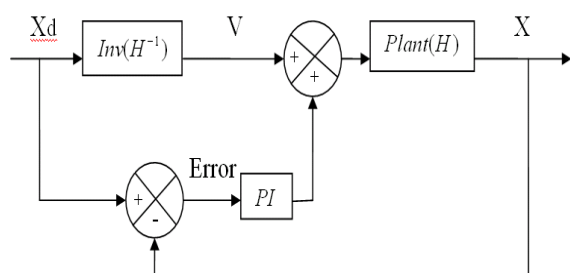 Xd
Inv(H⁻¹)
V
+
+
Plant(H)
X
Error
+
-
PI